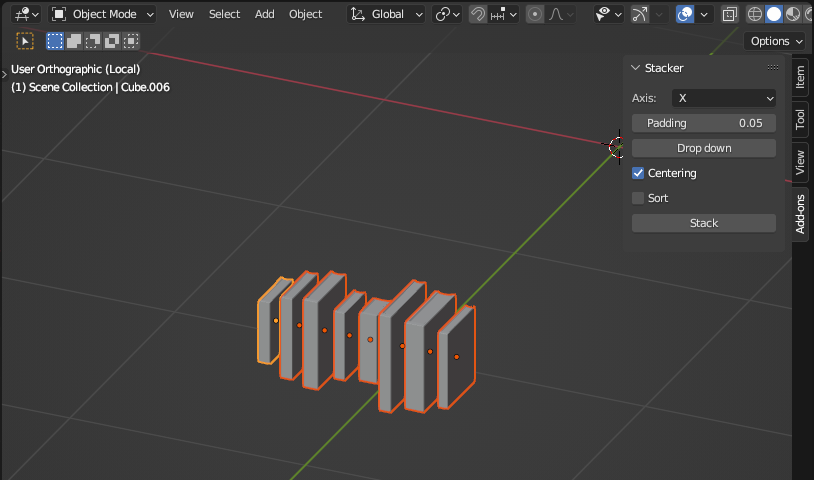 Object Mode
View
Select
Add
Object
Global
Options
User Orthographic (Local)
(1) Scene Collection | Cube.006
Stacker
Axis:
X
Padding
0.05
Drop down
Centering
Sort
Stack
Item
Tool
View
Add-ons